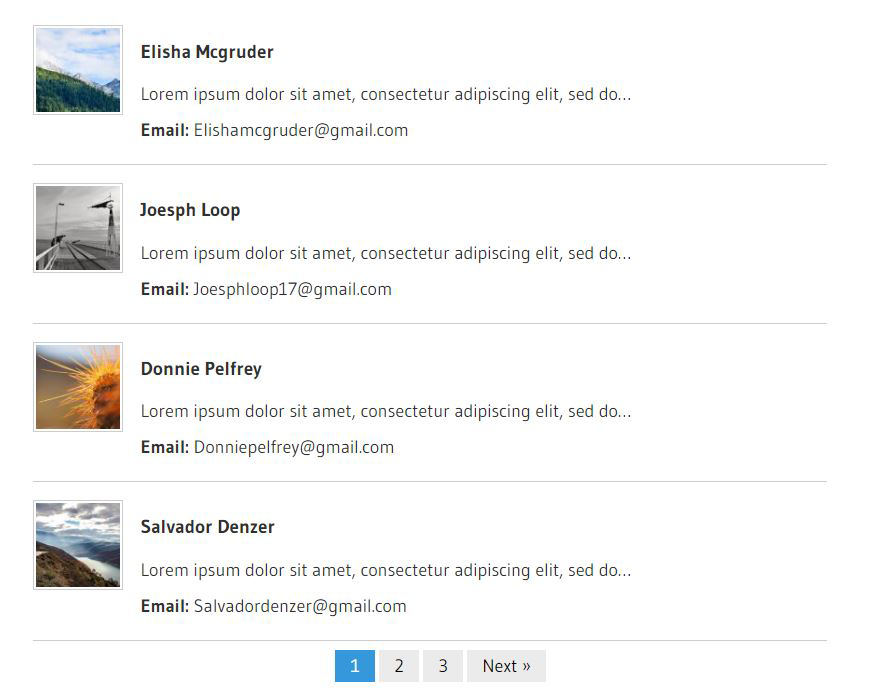 Elisha Mcgruder
Lorem ipsum dolor sit amet, consectetur adipiscing elit, sed do...
Email: Elishamcgruder@gmail.com
Joesph Loop
Lorem ipsum dolor sit amet, consectetur adipiscing elit, sed do...
Email: Joesphloop17@gmail.com
Donnie Pelfrey
Lorem ipsum dolor sit amet, consectetur adipiscing elit, sed do...
Email: Donniepelfrey@gmail.com
Salvador Denzer
Lorem ipsum dolor sit amet, consectetur adipiscing elit, sed do...
Email: Salvadordenzer@gmail.com
1 2 3 Next »